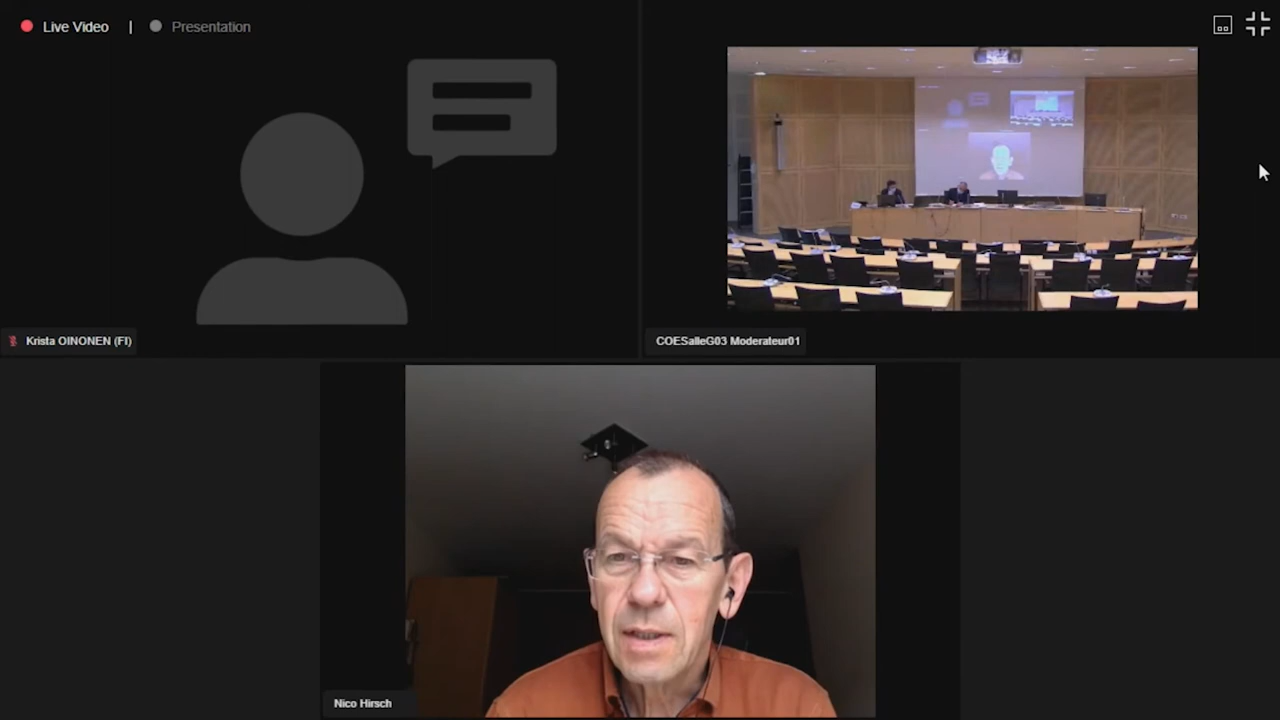 Live Video | Presentation
Krista OINONEN (FI)
COESalleG03 Moderateur01
Nico Hirsch